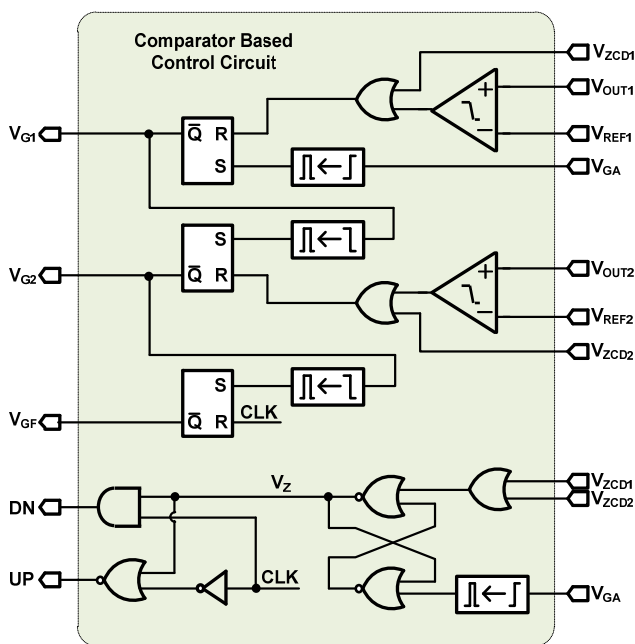 Comparator Based
Control Circuit
VZCD1
VOUT1
VREF1
VGA
VG1
Q̅ R
S
+
−
S
Q̅ R
VG2
+
−
VOUT2
VREF2
VZCD2
S
Q̅ R
CLK
VGF
DN
VZ
VZCD1
VZCD2
UP
CLK
VGA